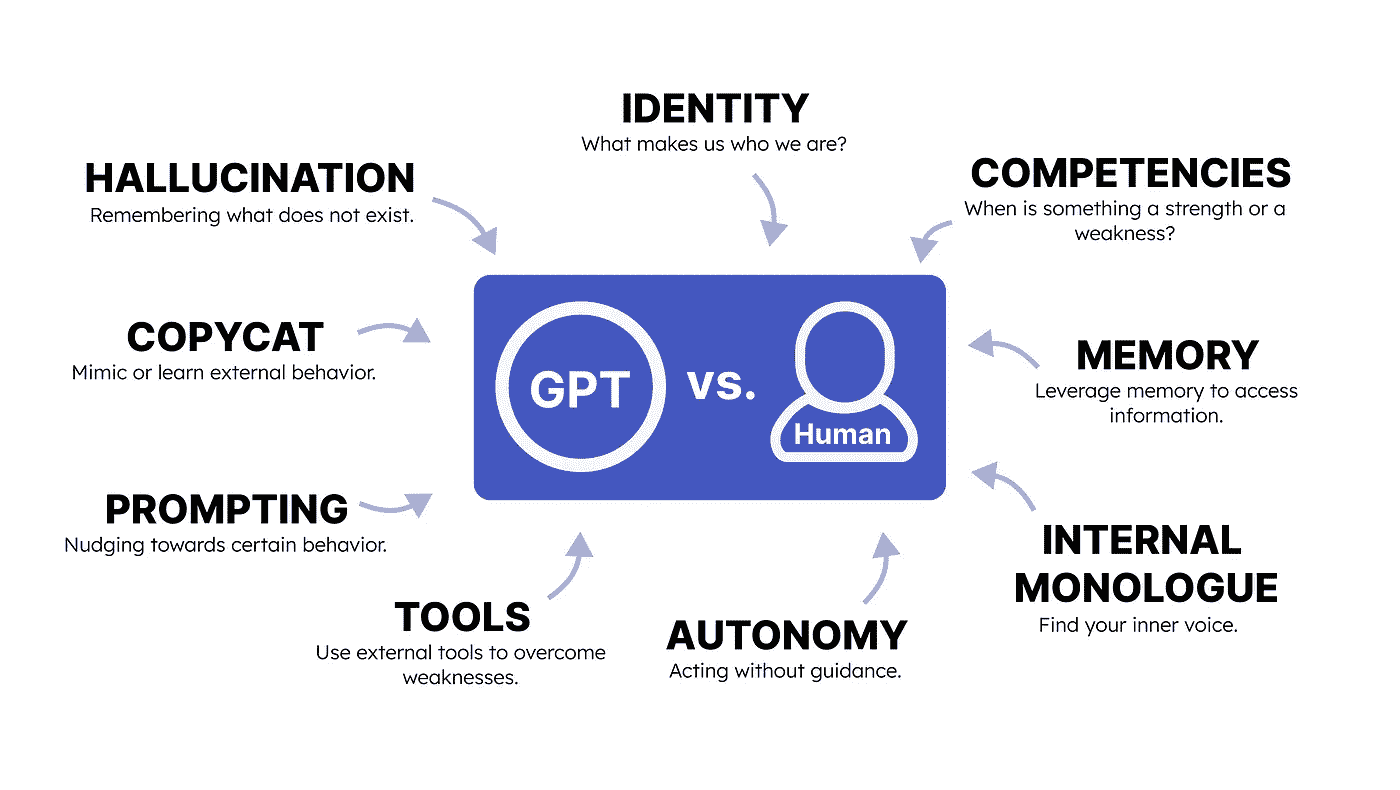 IDENTITY
What makes us who we are?
HALLUCINATION
Remembering what does not exist.
COMPETENCIES
When is something a strength or a
weakness?
COPYCAT
Mimic or learn external behavior.
GPT
vs.
Human
MEMORY
Leverage memory to access
information.
PROMPTING
Nudging towards certain behavior.
INTERNAL
MONOLOGUE
Find your inner voice.
TOOLS
Use external tools to overcome
weaknesses.
AUTONOMY
Acting without guidance.